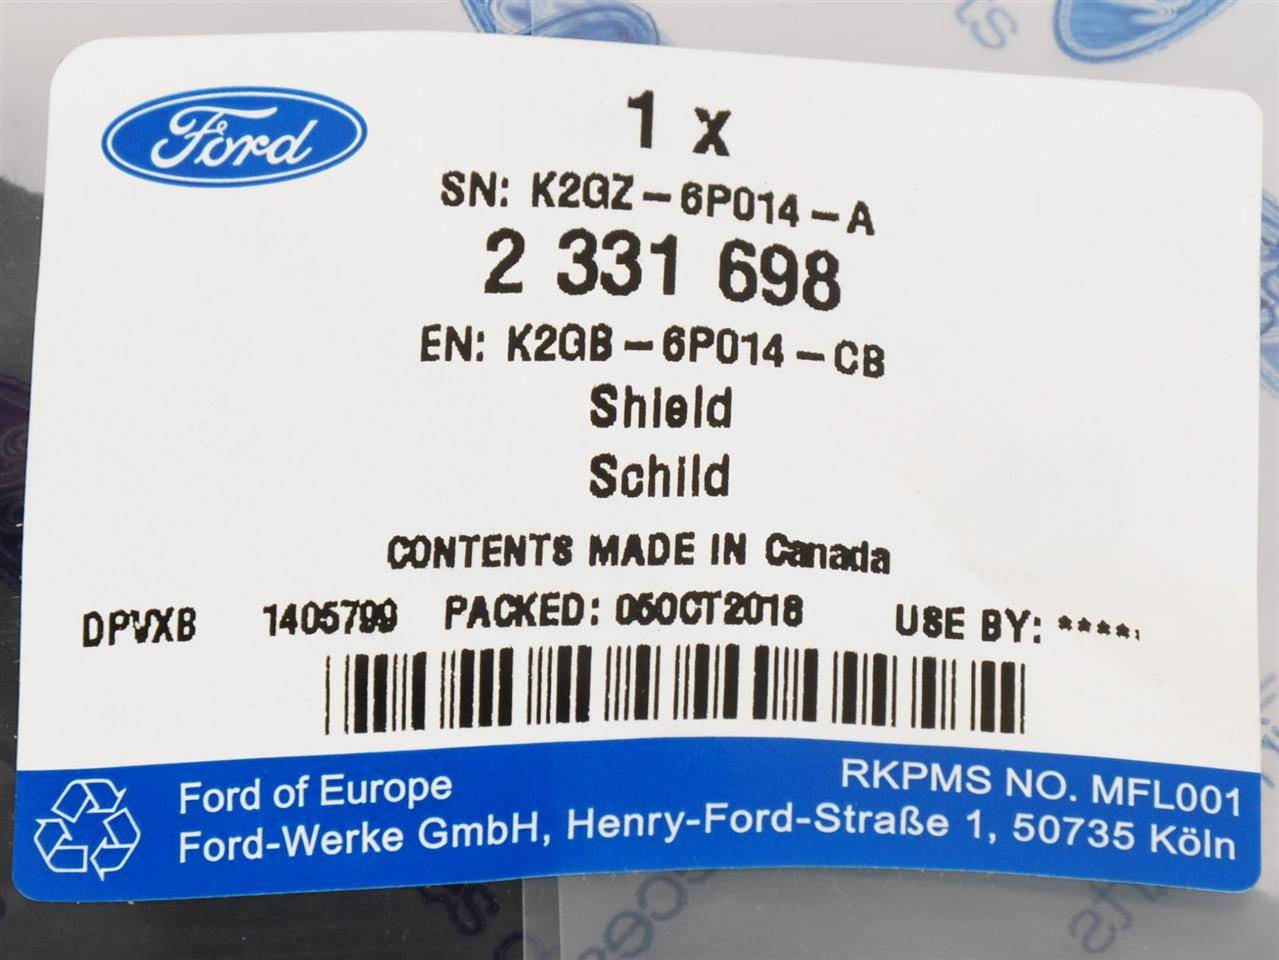 Ford
1 x
SN: K2GZ-6P014-A
2 331 698
EN: K2GB-6P014-CB
Shield
Schild
CONTENTS MADE IN Canada
DPVXB 1405799 PACKED: 05OCT2018 USE BY: ****
Ford of Europe
RKPMS NO. MFL001
Ford-Werke GmbH, Henry-Ford-Straße 1, 50735 Köln